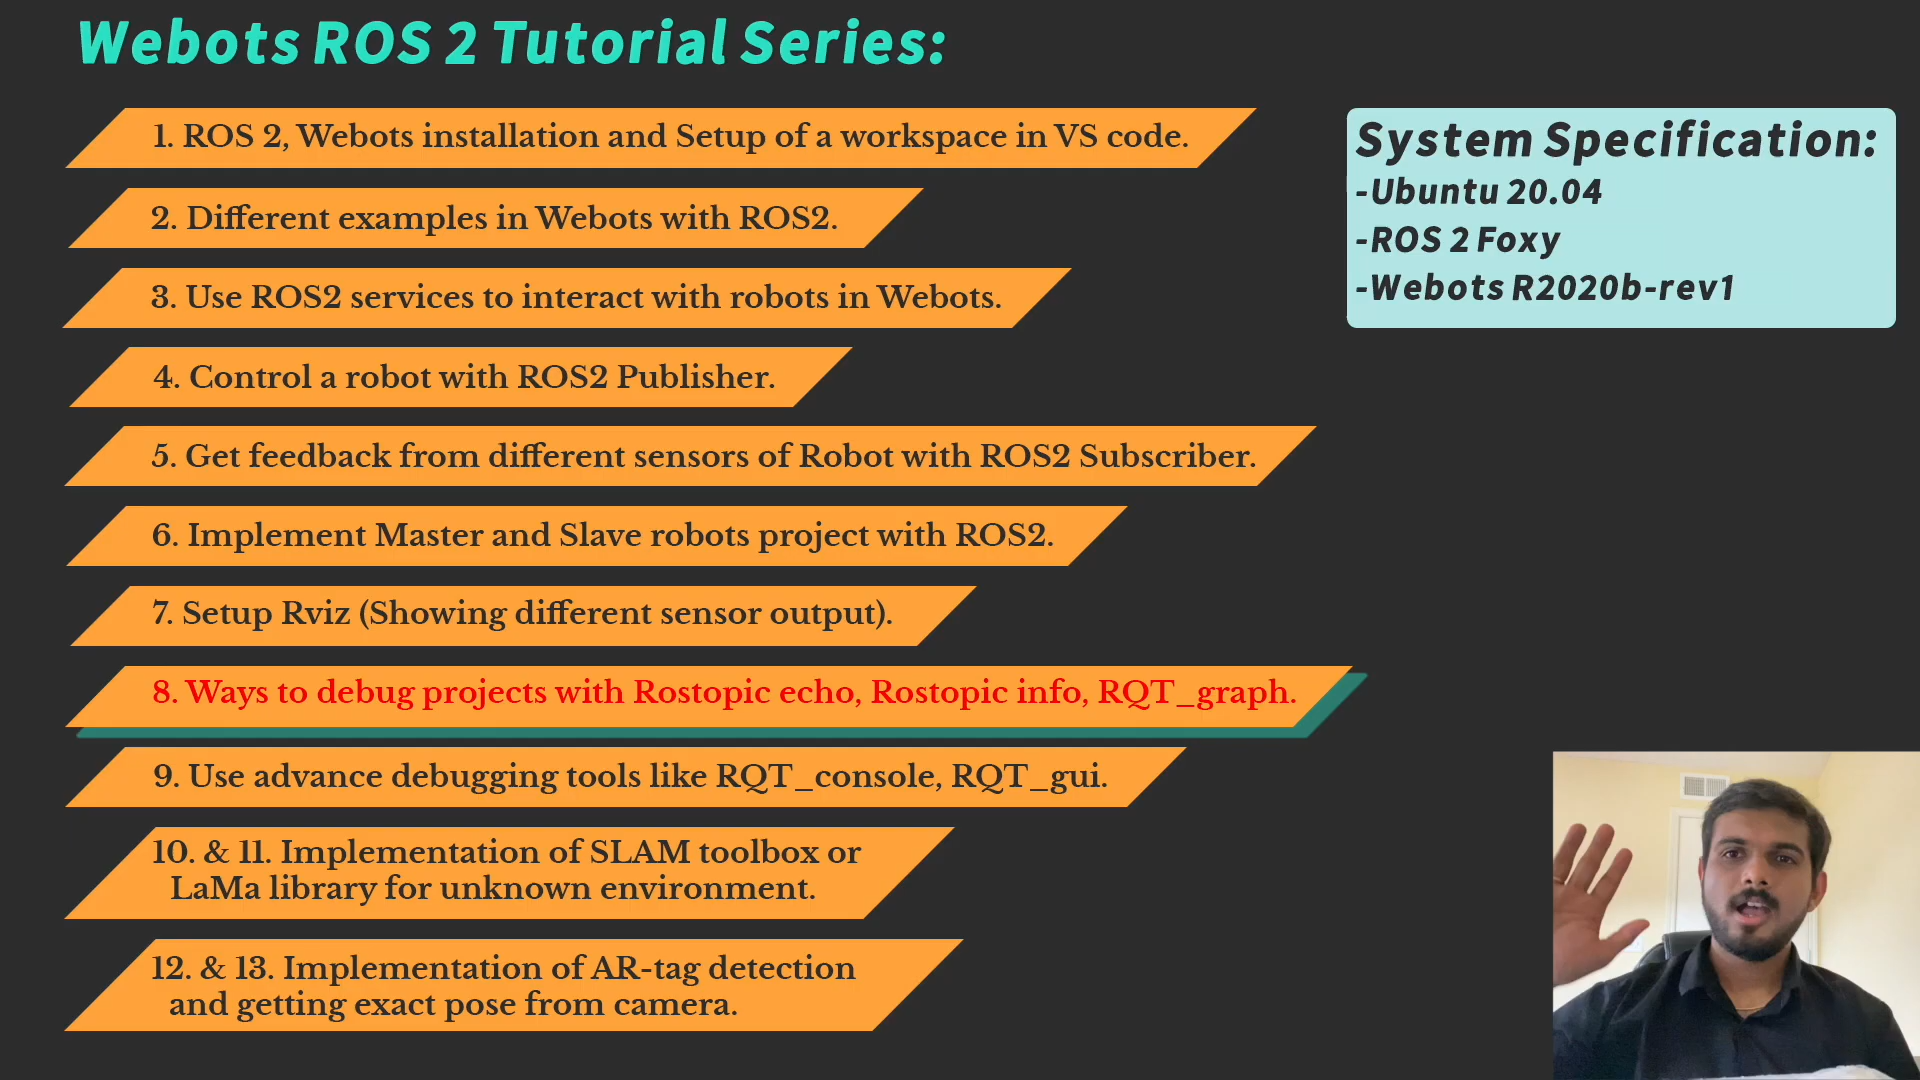 Webots ROS 2 Tutorial Series:
1. ROS 2, Webots installation and Setup of a workspace in VS code.
2. Different examples in Webots with ROS2.
3. Use ROS2 services to interact with robots in Webots.
4. Control a robot with ROS2 Publisher.
5. Get feedback from different sensors of Robot with ROS2 Subscriber.
6. Implement Master and Slave robots project with ROS2.
7. Setup Rviz (Showing different sensor output).
8. Ways to debug projects with Rostopic echo, Rostopic info, RQT_graph.
9. Use advance debugging tools like RQT_console, RQT_gui.
10. & 11. Implementation of SLAM toolbox or
LaMa library for unknown environment.
12. & 13. Implementation of AR-tag detection
and getting exact pose from camera.
System Specification:
-Ubuntu 20.04
-ROS 2 Foxy
-Webots R2020b-rev1